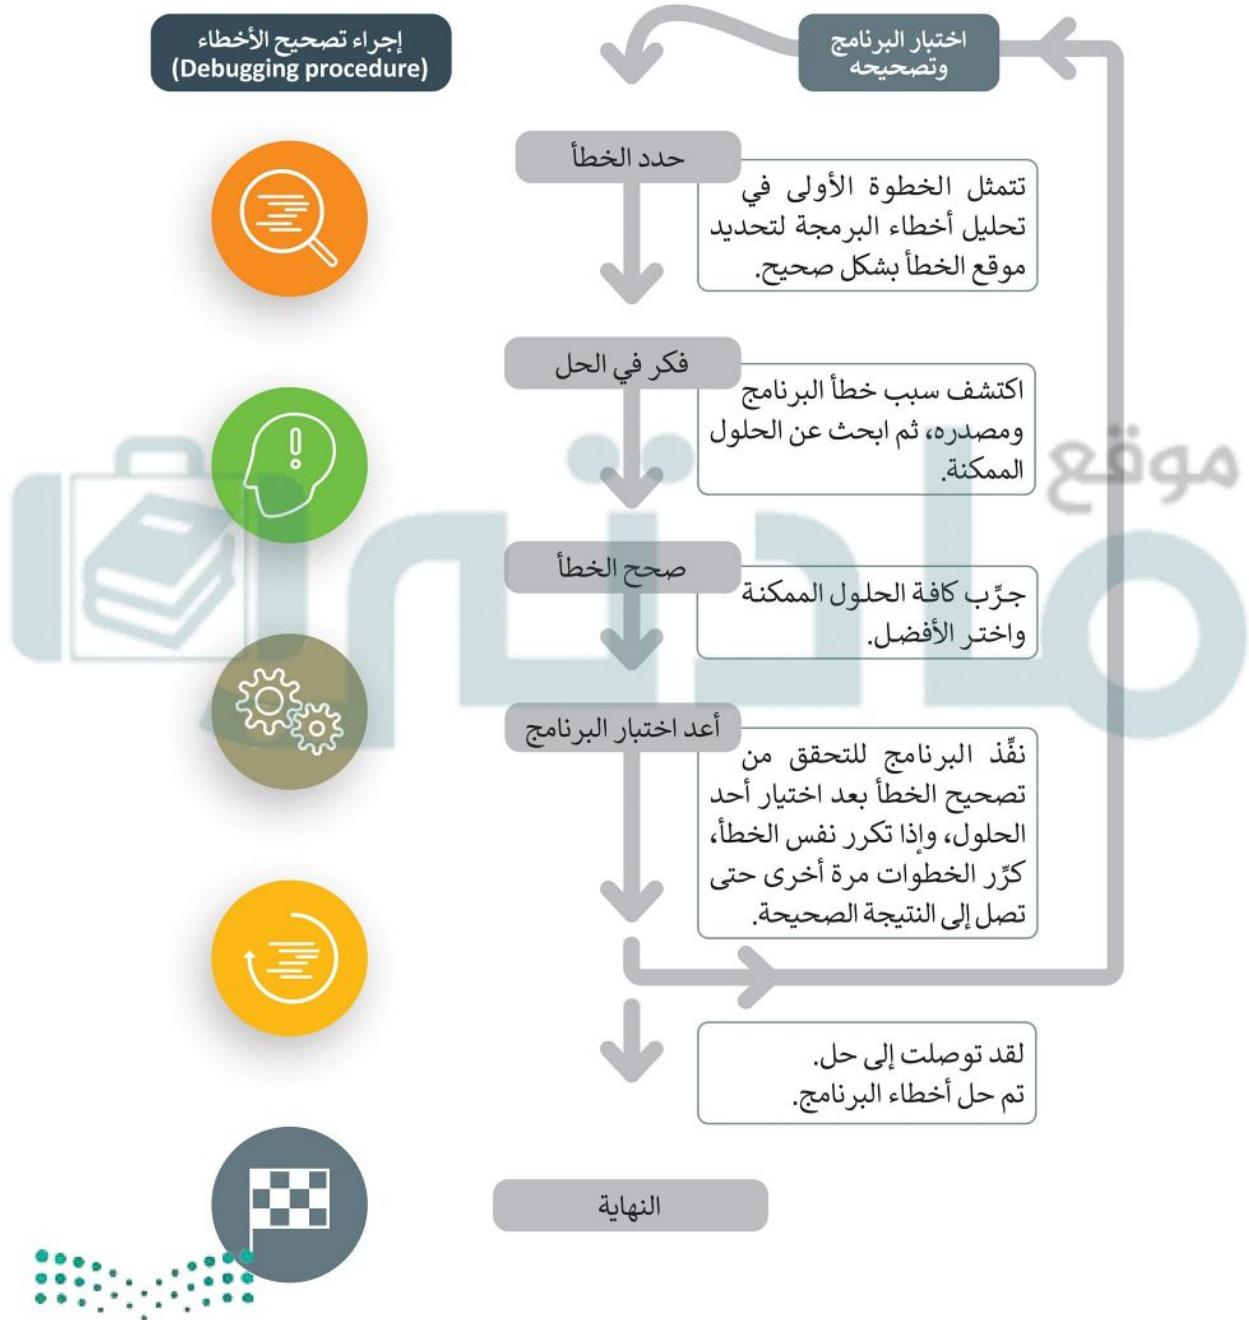 اختبار البرنامج
وتصحيحه
إجراء تصحيح الأخطاء
(Debugging procedure)
حدد الخطأ
تتمثل الخطوة الأولى في
تحليل أخطاء البرمجة لتحديد
موقع الخطأ بشكل صحيح.
فكر في الحل
اكتشف سبب خطأ البرنامج
ومصدره، ثم ابحث عن الحلول
الممكنة.
موقع
مادتي
صحح الخطأ
جرِّب كافة الحلول الممكنة
واختر الأفضل.
أعد اختبار البرنامج
نفِّذ البرنامج للتحقق من
تصحيح الخطأ بعد اختيار أحد
الحلول، وإذا تكرر نفس الخطأ،
كرِّر الخطوات مرة أخرى حتى
تصل إلى النتيجة الصحيحة.
لقد توصلت إلى حل.
تم حل أخطاء البرنامج.
النهاية